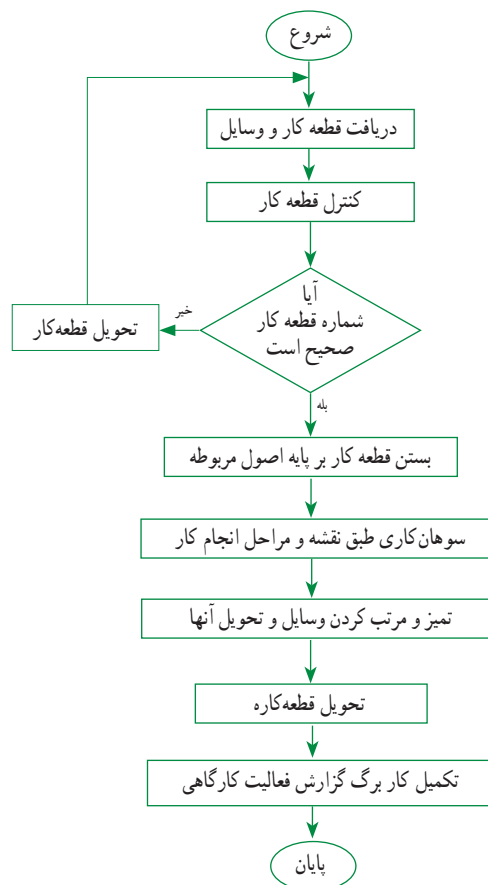 شروع
دریافت قطعه کار و وسایل
کنترل قطعه کار
آیا
شماره قطعه کار
صحیح است
خیر
تحویل قطعه‌کار
بله
بستن قطعه کار بر پایه اصول مربوطه
سوهان‌کاری طبق نقشه و مراحل انجام کار
تمیز و مرتب کردن وسایل و تحویل آنها
تحویل قطعه‌کاره
تکمیل کار برگ گزارش فعالیت کارگاهی
پایان